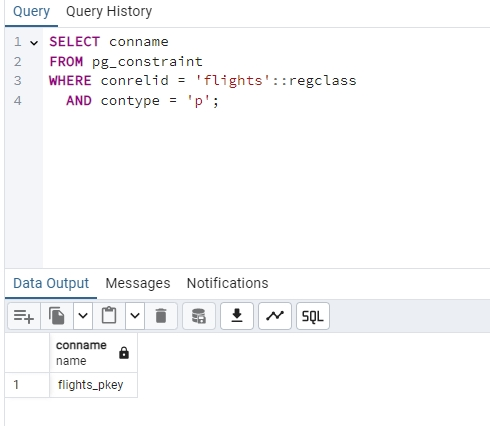 Query Query History
1 SELECT conname
2 FROM pg_constraint
3 WHERE conrelid = 'flights'::regclass
4 AND contype = 'p';
Data Output Messages Notifications
SQL
conname
name
1 flights_pkey